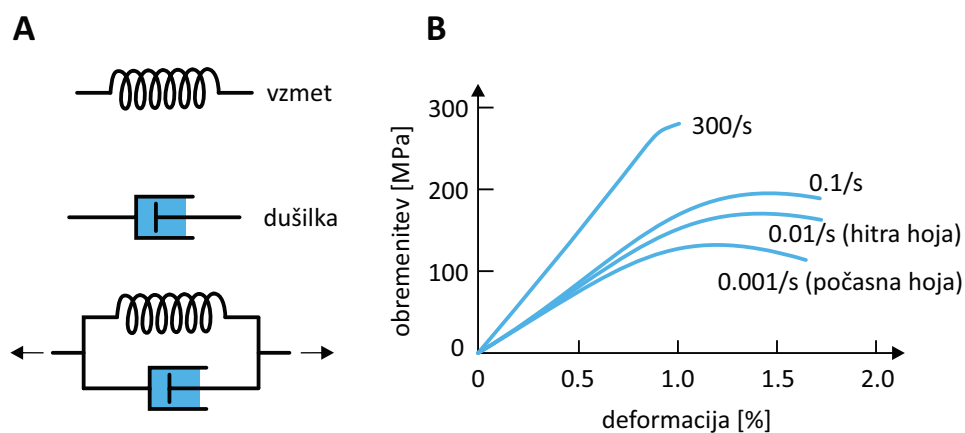 A
vzmet
dušilka
B
obremenitev [MPa]
300
200
100
0
0
0.5
1.0
1.5
2.0
deformacija [%]
300/s
0.1/s
0.01/s (hitra hoja)
0.001/s (počasna hoja)